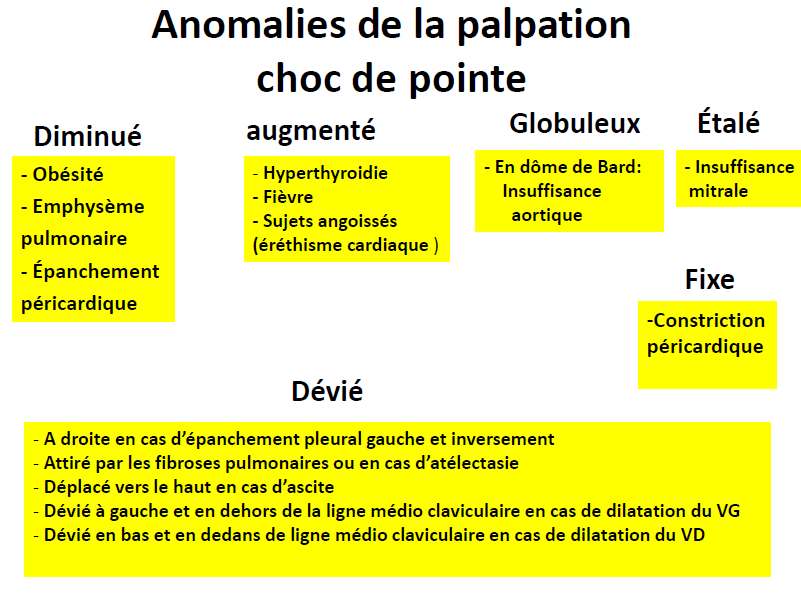 Anomalies de la palpation
choc de pointe
Diminué
- Obésité
- Emphysème
pulmonaire
- Épanchement
péricardique
augmenté
- Hyperthyroidie
- Fièvre
- Sujets angoissés
(éréthisme cardiaque )
Globuleux
- En dôme de Bard:
Insuffisance
aortique
Étalé
- Insuffisance
mitrale
Fixe
-Constriction
péricardique
Dévié
- A droite en cas d’épanchement pleural gauche et inversement
- Attiré par les fibroses pulmonaires ou en cas d’atélectasie
- Déplacé vers le haut en cas d’ascite
- Dévié à gauche et en dehors de la ligne médio claviculaire en cas de dilatation du VG
- Dévié en bas et en dedans de ligne médio claviculaire en cas de dilatation du VD